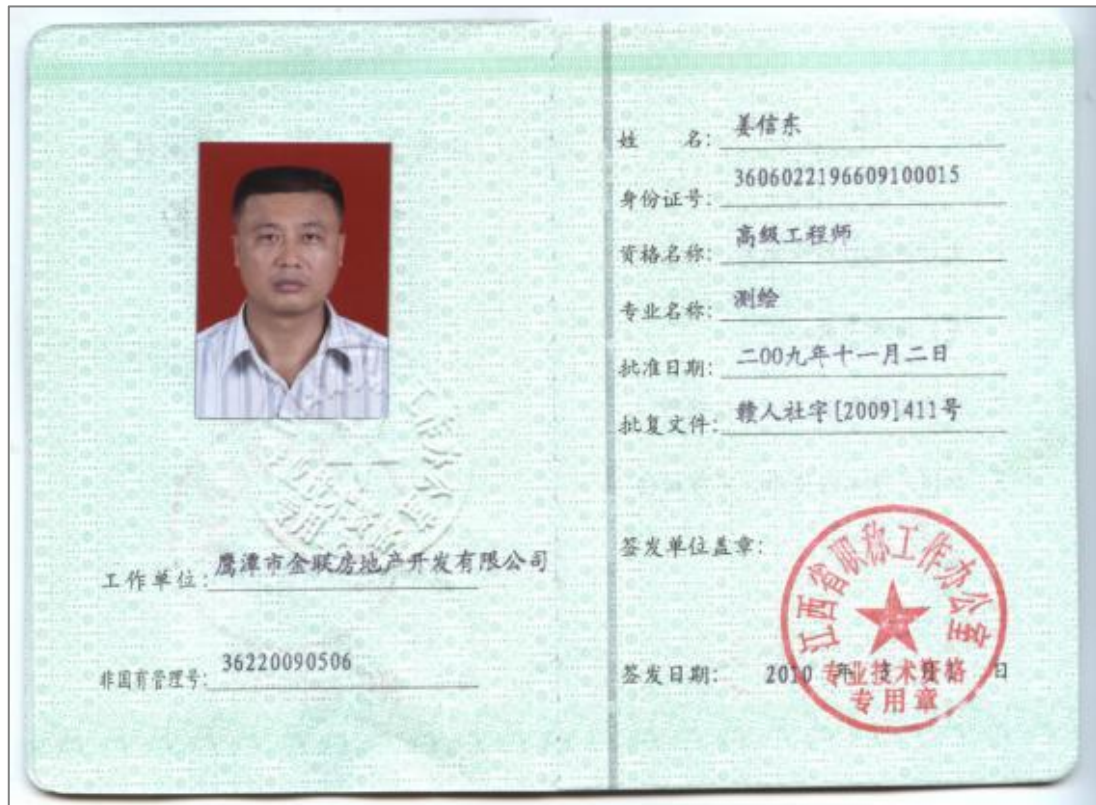 工作单位: 鹰潭市金联房地产开发有限公司
非国有管理号: 36220090506
姓 名: 姜信东
身份证号: 3606022196609100015
资格名称: 高级工程师
专业名称: 测绘
批准日期: 二00九年十一月二日
批复文件: 赣人社字[2009]411号
签发单位盖章:
江西省职称工作办公室
专业技术资格
专用章
签发日期: 2010 年 月 日